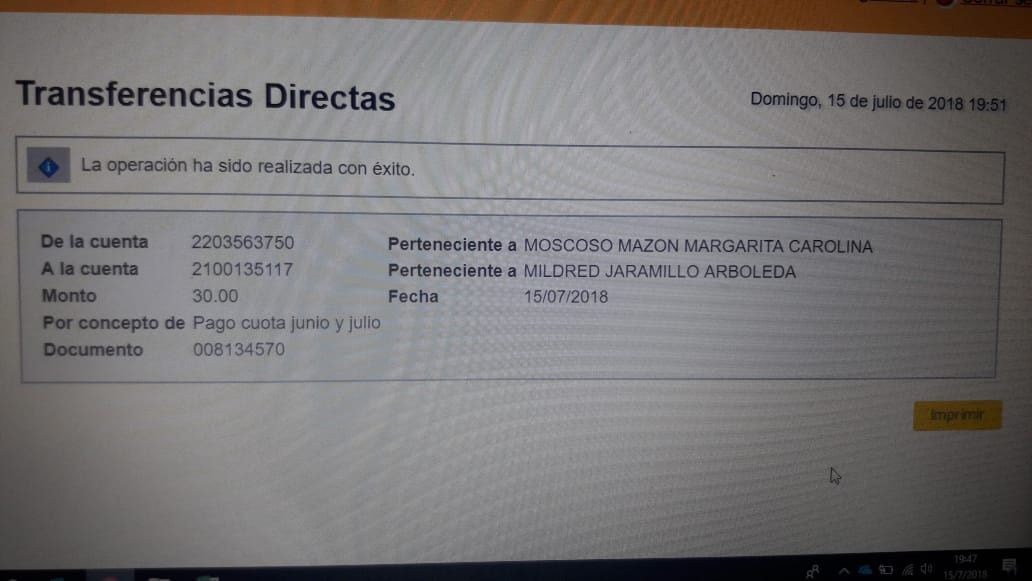 Transferencias Directas
Domingo, 15 de julio de 2018 19:51
La operación ha sido realizada con éxito.
De la cuenta 2203563750 Perteneciente a MOSCOSO MAZON MARGARITA CAROLINA
A la cuenta 2100135117 Perteneciente a MILDRED JARAMILLO ARBOLEDA
Monto 30.00 Fecha 15/07/2018
Por concepto de Pago cuota junio y julio
Documento 008134570
Imprimir
19:47
15/7/2018